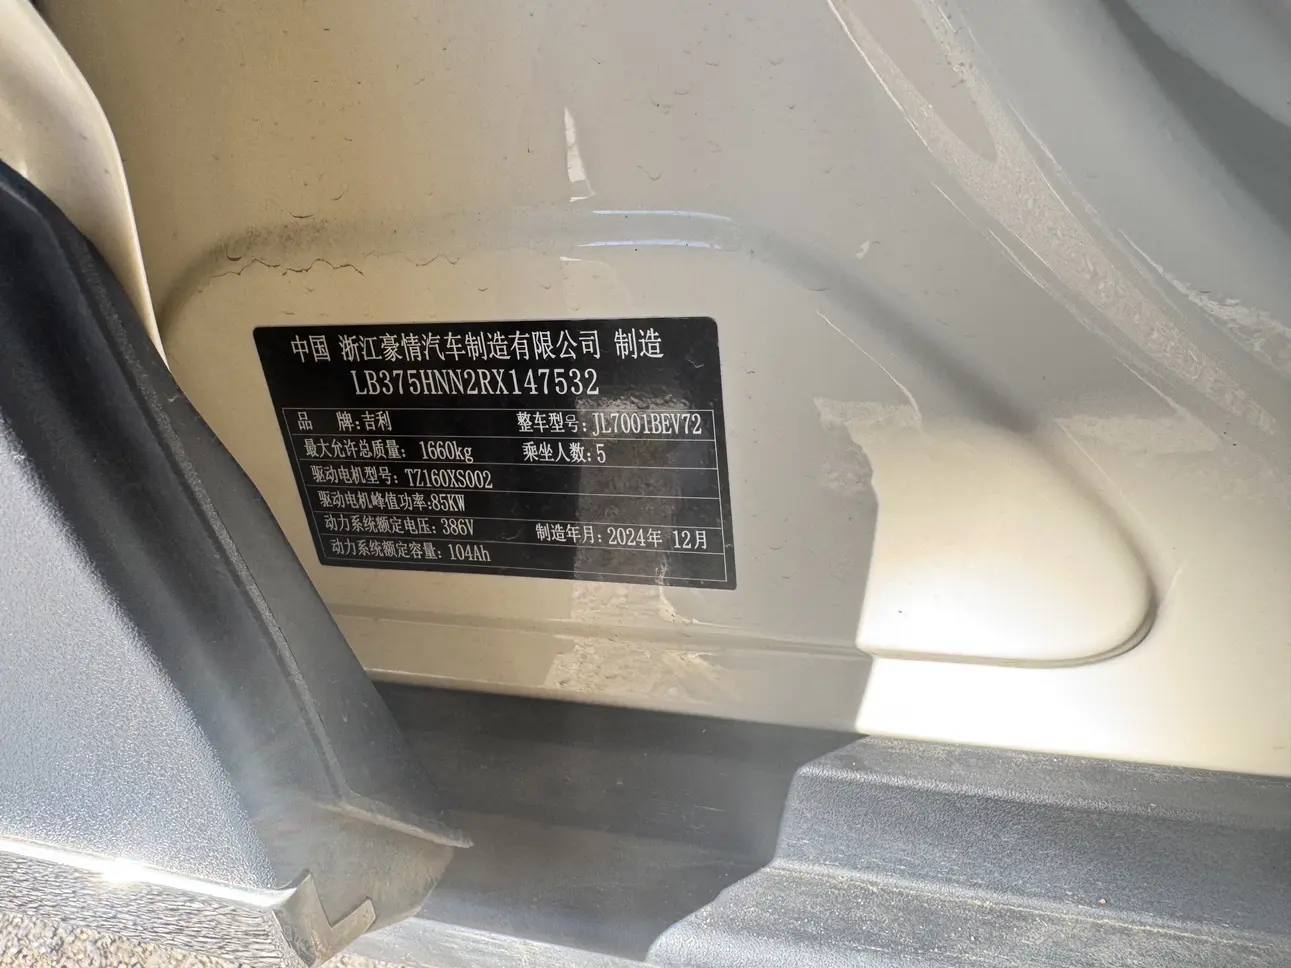 中国 浙江豪情汽车制造有限公司 制造
LB375HNN2RX147532
品 牌:吉利 整车型号:JL7001BEV72
最大允许总质量: 1660kg 乘坐人数:5
驱动电机型号: TZ160XS002
驱动电机峰值功率:85KW
动力系统额定电压: 386V 制造年月: 2024年 12月
动力系统额定容量: 104Ah